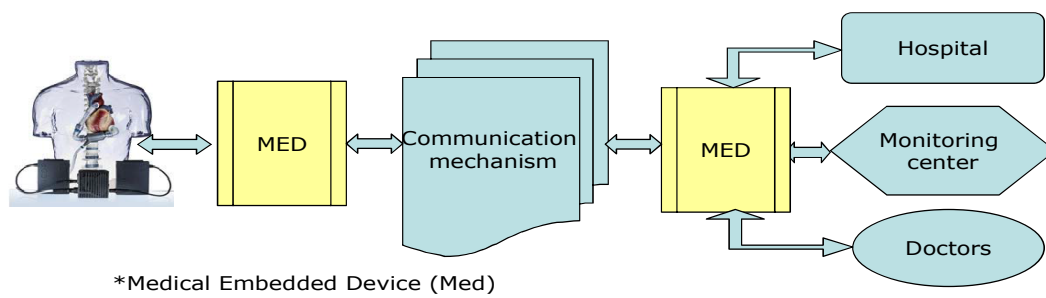 MED
Communication
mechanism
MED
Hospital
Monitoring
center
Doctors
*Medical Embedded Device (Med)